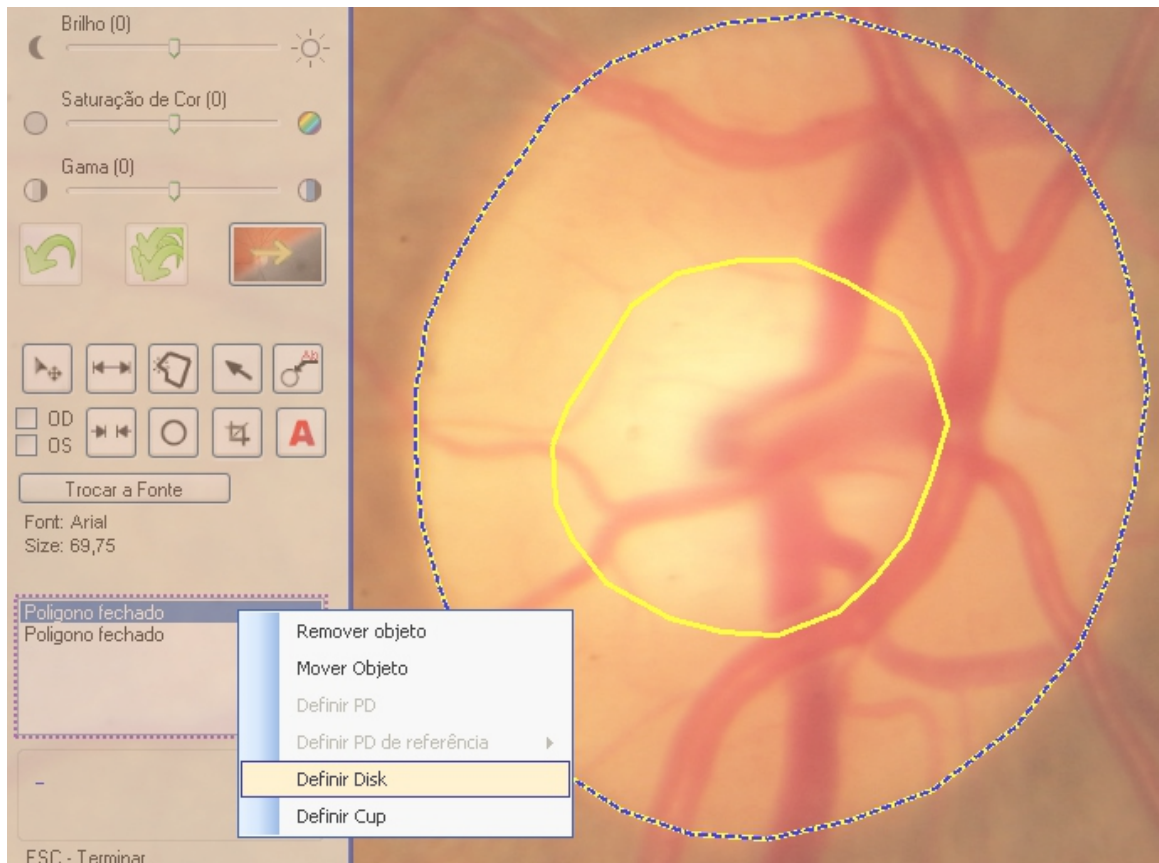 Brilho (0)
Saturação de Cor (0)
Gama (0)
Abl
OD
OS
A
Trocar a Fonte
Font: Arial
Size: 69,75
Poligono fechado
Poligono fechado
Remover objeto
Mover Objeto
Definir PD
Definir PD de referência
Definir Disk
Definir Cup
-
ESC - Terminar